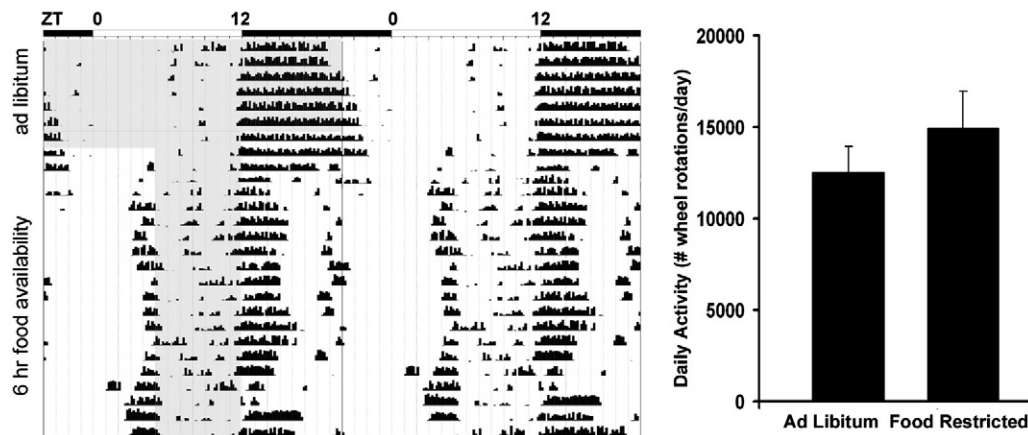 ZT 0 12 0 12
ad libitum
6 hr food availability
Daily Activity (# wheel rotations/day)
20000
15000
10000
5000
0
Ad Libitum Food Restricted